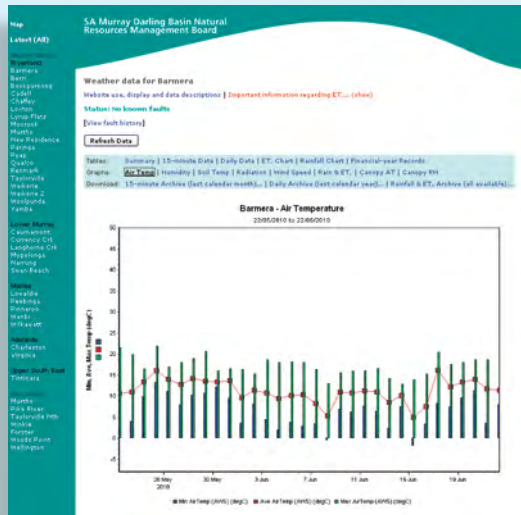 Map
Latest (All)
SA Murray Darling Basin Natural
Resources Management Board
Riverland
Barmera
Berri
Bookpurnong
Cadell
Chaffey
Loxton
Lyrup Flats
Moorook
Murtho
New Residence
Paringa
Pyap
Qualco
Renmark
Taylorville
Waikerie
Waikerie 2
Woolpunda
Yamba
Lower Murray
Caurnamont
Currency Crk
Langhorne Crk
Mypolonga
Narrung
Swan Reach
Mallee
Lowaldie
Peebinga
Pinnaroo
Wanbi
Wilkawatt
Adelaide
Charleston
Virginia
Upper South East
Tintinara
Murtho
Pike River
Taylorville Nth
Winkie
Forster
Woods Point
Wellington
Weather data for Barmera
Website use, display and data descriptions | Important information regarding ET... (show)
Status: No known faults
[View fault history]
Refresh Data
Tables: Summary | 15-minute Data | Daily Data | ET. Chart | Rainfall Chart | Financial-year Records
Graphs: Air Temp | Humidity | Soil Temp | Radiation | Wind Speed | Rain & ET. | Canopy AT | Canopy RH
Download: 15-minute Archive (last calendar month)... | Daily Archive (last calendar year)... | Rainfall & ET. Archive (all available)...
Barmera - Air Temperature
22/05/2010 to 22/06/2010
Min, Ave, Max Temp (degC)
50
45
40
35
30
25
20
15
10
5
0
-5
26 May
2010
30 May
3 Jun
7 Jun
11 Jun
15 Jun
19 Jun
Min AirTemp (AWS) (degC) Ave AirTemp (AWS) (degC) Max AirTemp (AWS) (degC)